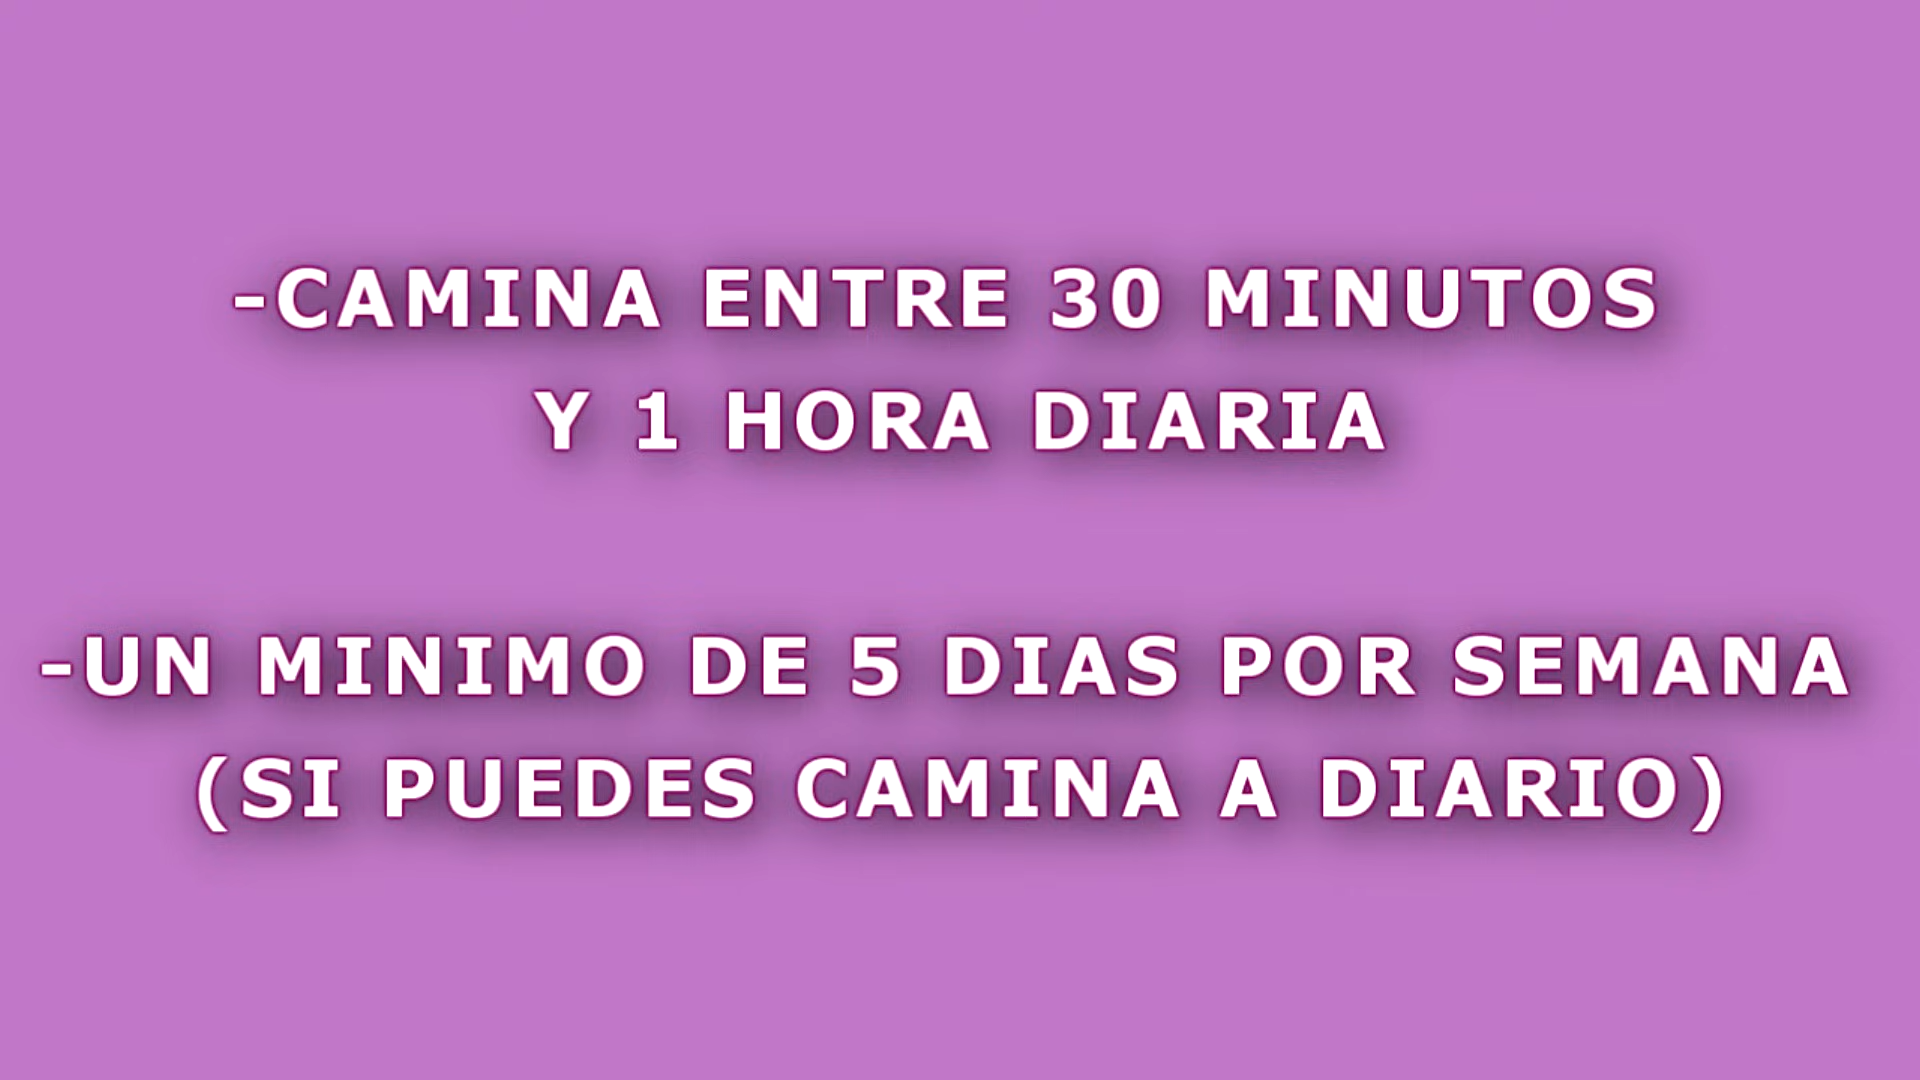 -CAMINA ENTRE 30 MINUTOS
Y 1 HORA DIARIA
-UN MINIMO DE 5 DIAS POR SEMANA
(SI PUEDES CAMINA A DIARIO)